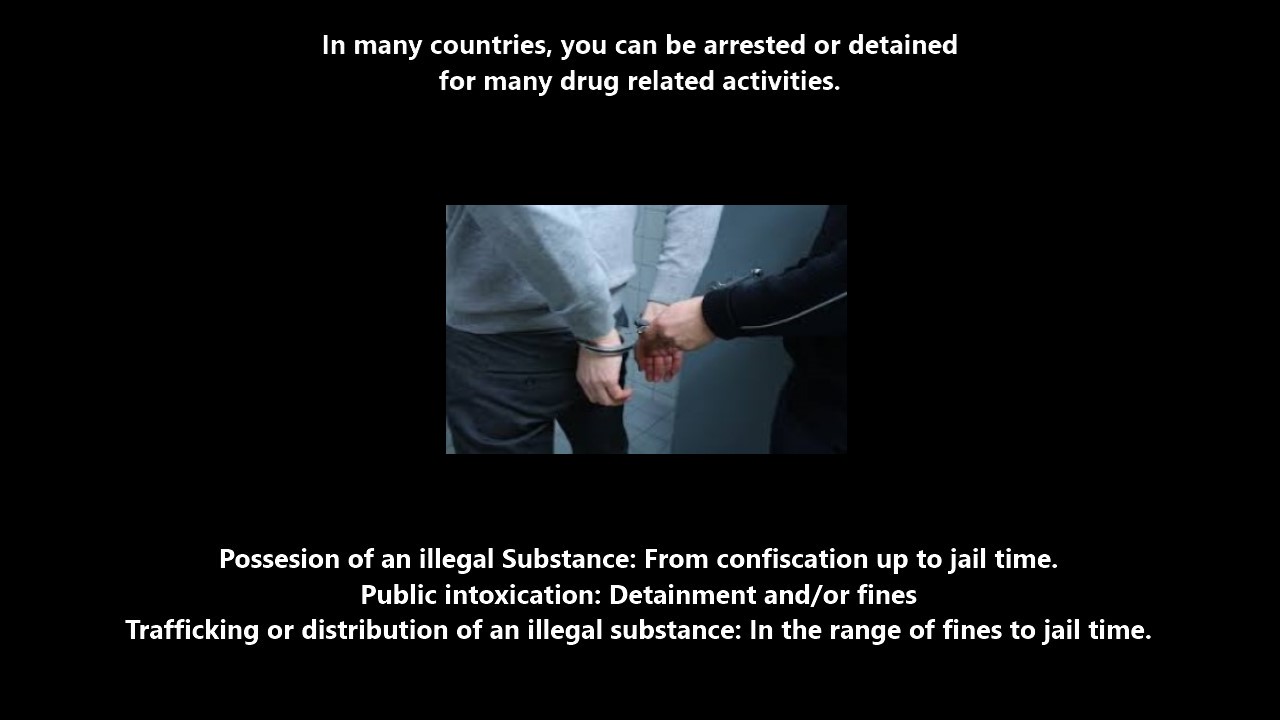 In many countries, you can be arrested or detained
for many drug related activities.
Possesion of an illegal Substance: From confiscation up to jail time.
Public intoxication: Detainment and/or fines
Trafficking or distribution of an illegal substance: In the range of fines to jail time.